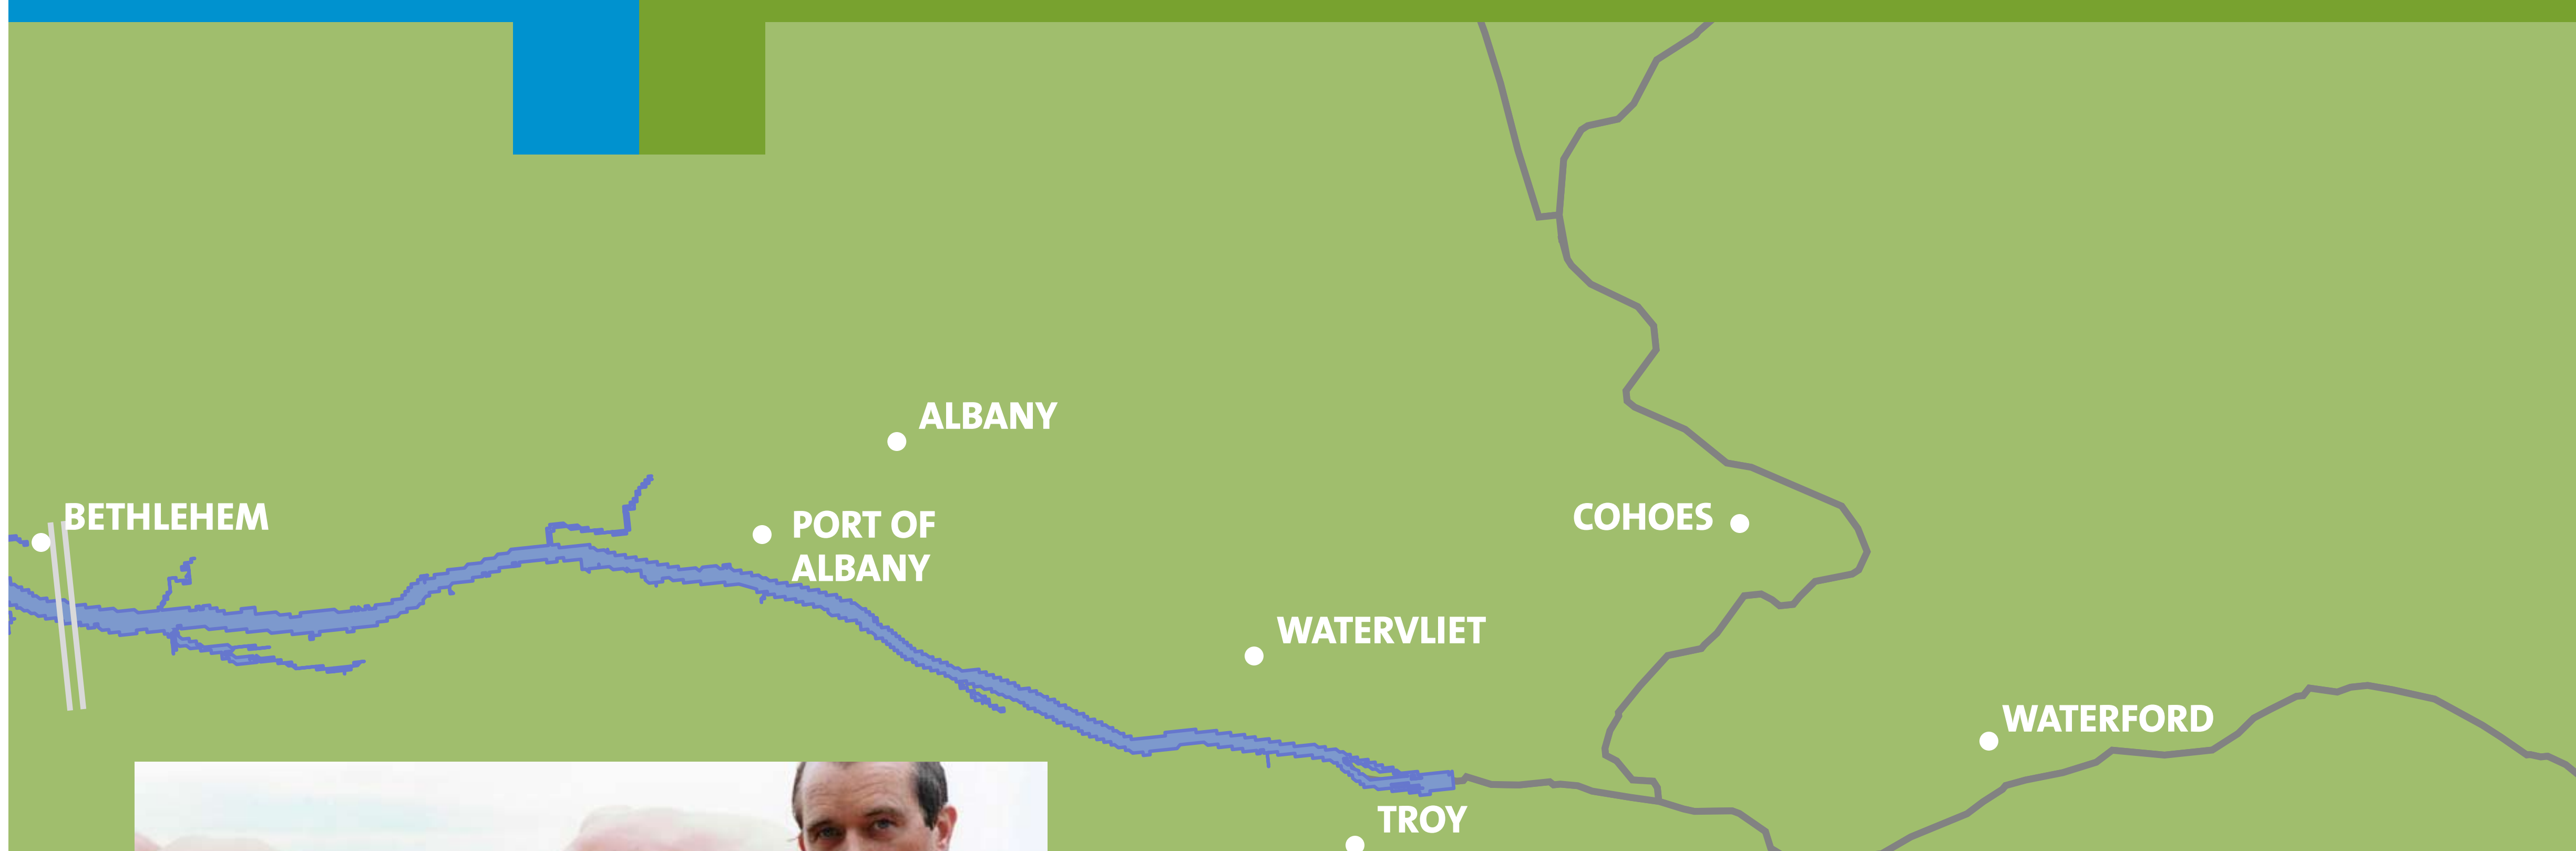 ALBANY
BETHLEHEM
PORT OF
ALBANY
COHOES
WATERVLIET
WATERFORD
TROY